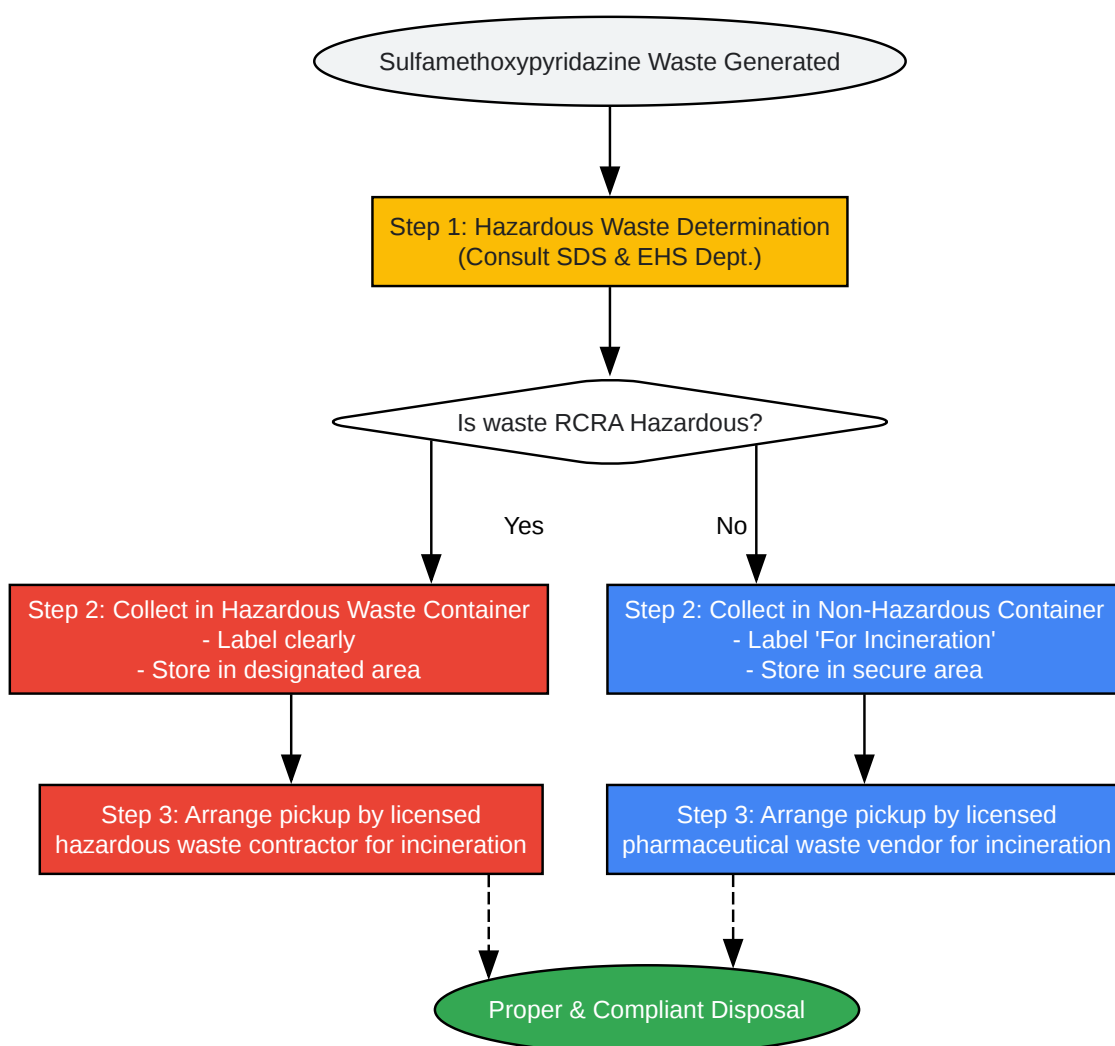 Sulfamethoxypyridazine Waste Generated
Step 1: Hazardous Waste Determination
(Consult SDS & EHS Dept.)
Is waste RCRA Hazardous?
Yes
No
Step 2: Collect in Hazardous Waste Container
- Label clearly
- Store in designated area
Step 2: Collect in Non-Hazardous Container
- Label 'For Incineration'
- Store in secure area
Step 3: Arrange pickup by licensed
hazardous waste contractor for incineration
Step 3: Arrange pickup by licensed
pharmaceutical waste vendor for incineration
Proper & Compliant Disposal